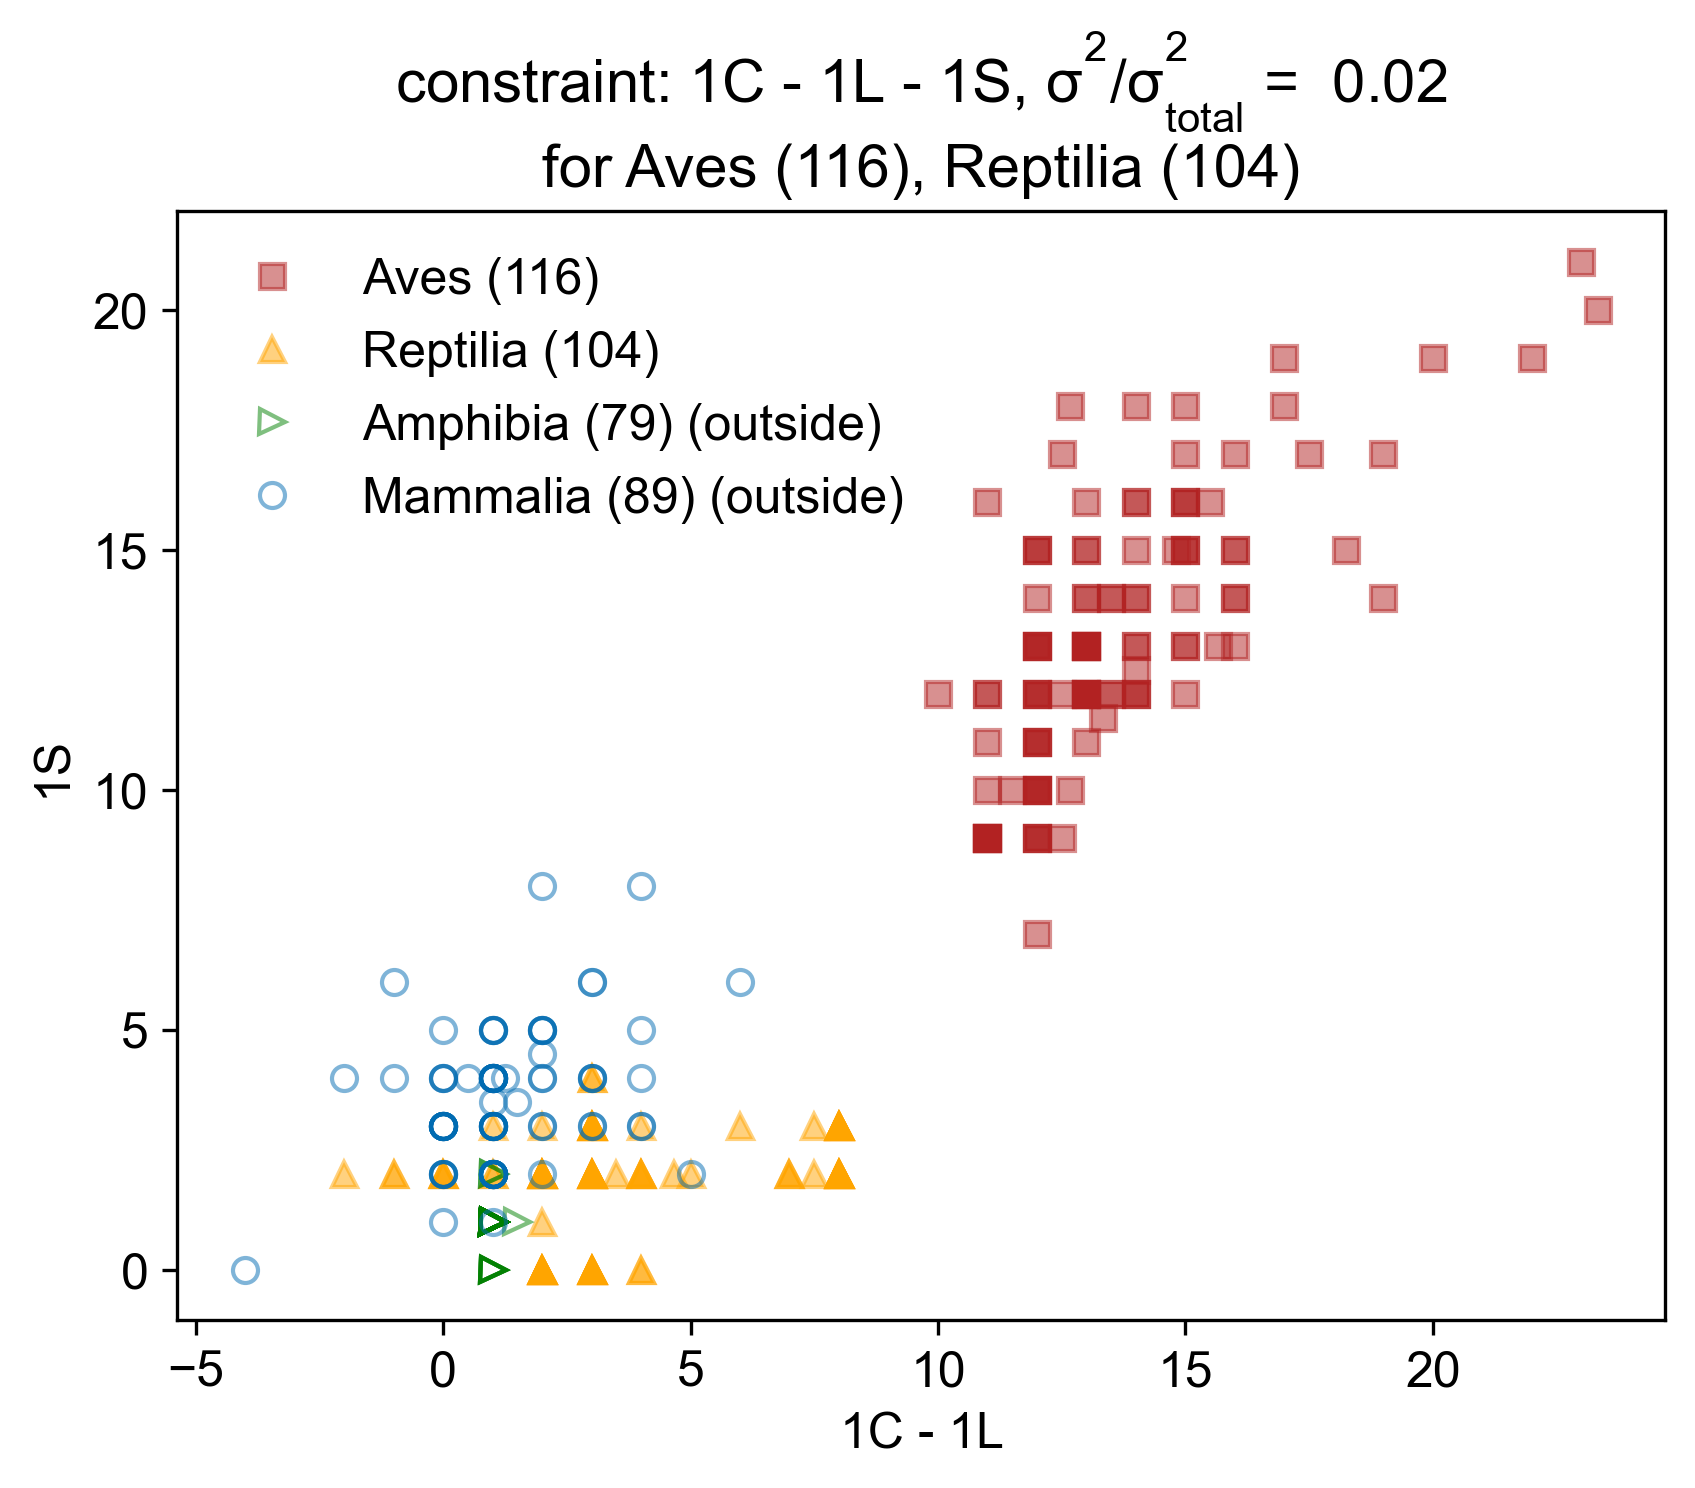 constraint: 1C - 1L - 1S, σ²/σ²total = 0.02
for Aves (116), Reptilia (104)
Aves (116)
Reptilia (104)
Amphibia (79) (outside)
Mammalia (89) (outside)
20
15
10
5
0
1S
−5 0 5 10 15 20
1C - 1L